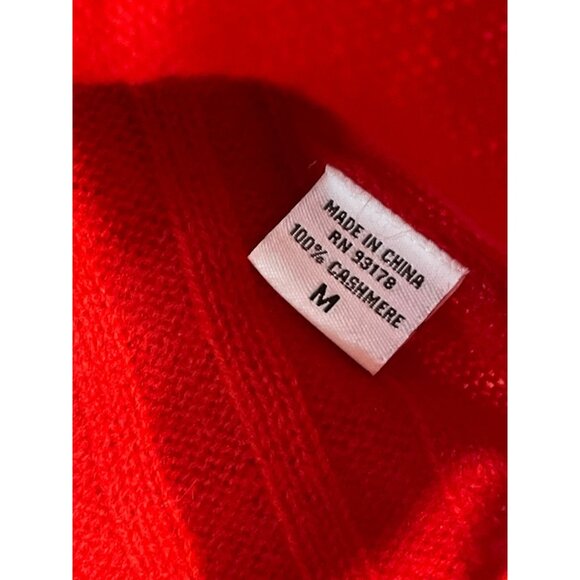 MADE IN CHINA
RN 93178
100% CASHMERE
M